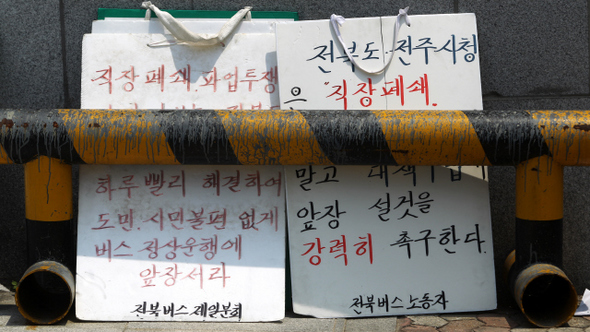 직장폐쇄. 파업투쟁
하루빨리 해결하여
도민. 시민불편 없게
버스 정상운행에
앞장서라
전북버스 제일분회
전북도·전주시청
은 "직장폐쇄.
말고
앞장 설것을
강력히 촉구한다.
전북버스 노동자